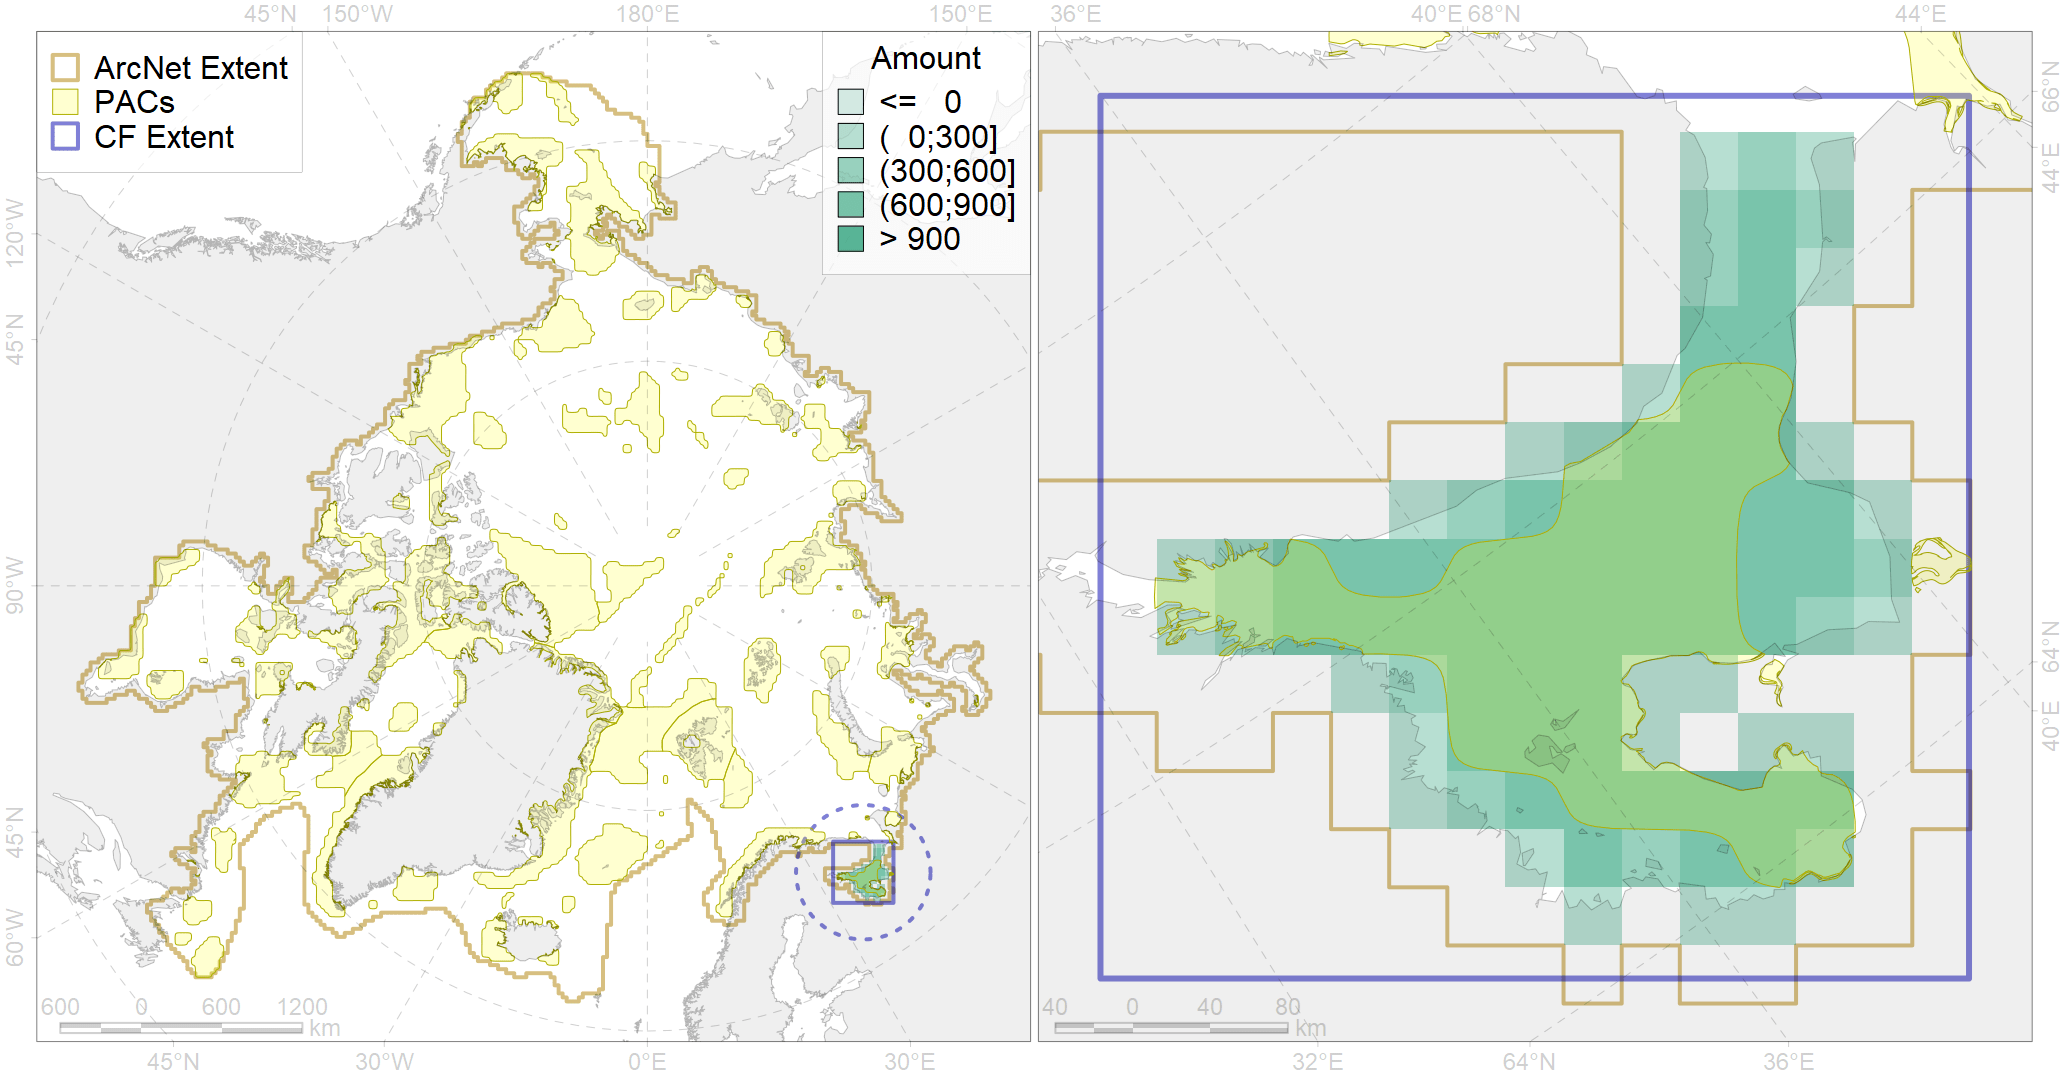 45°N 150°W 180°E 150°E 36°E 40°E 68°N 44°E
ArcNet Extent
PACs
CF Extent
Amount
<= 0
( 0;300]
(300;600]
(600;900]
> 900
120°W
45°N
90°W
45°N
60°W
66°N
44°E
64°N
40°E
600 0 600 1200
km
40 0 40 80
km
45°N 30°W 0°E 30°E 32°E 64°N 36°E